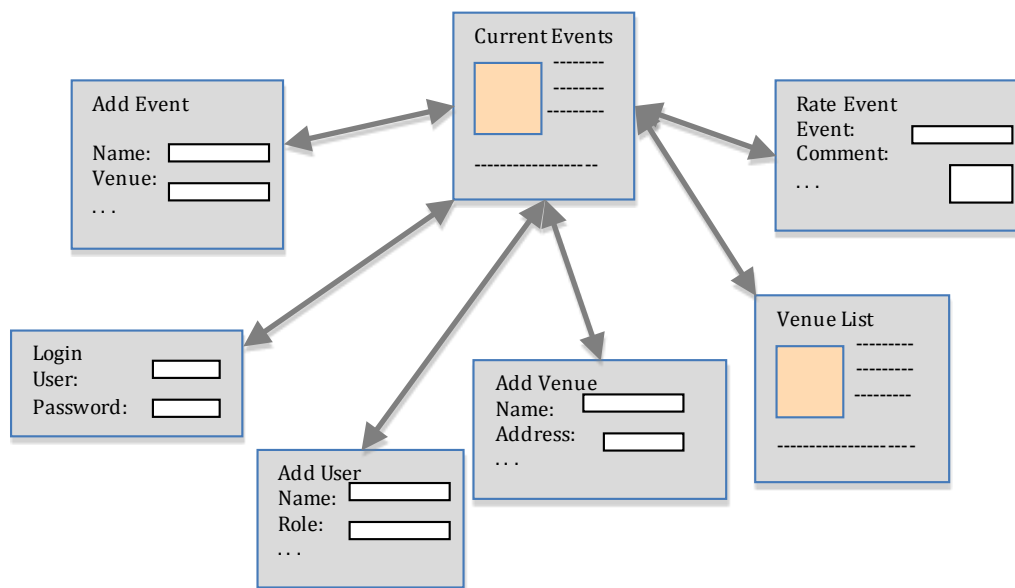 Current Events
Add Event
Name:
Venue:
. . .
Rate Event
Event:
Comment:
. . .
Login
User:
Password:
Add User
Name:
Role:
. . .
Add Venue
Name:
Address:
. . .
Venue List